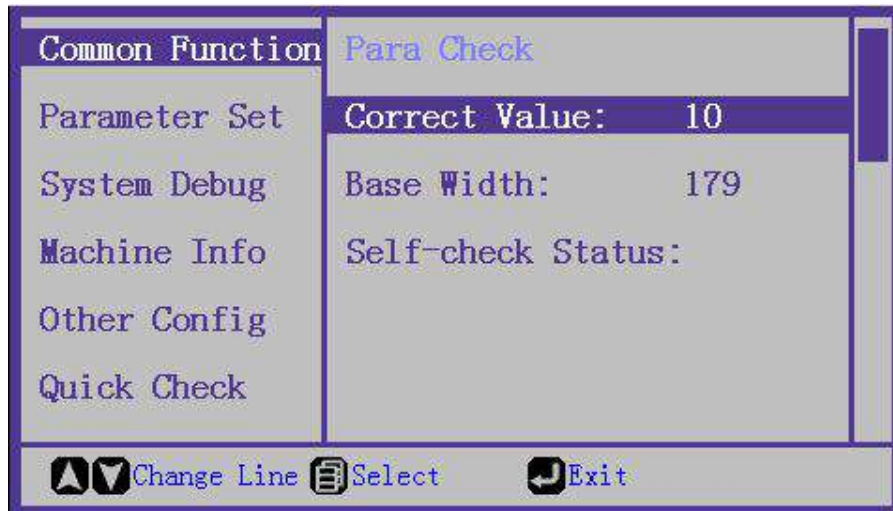 Common Function
Parameter Set
System Debug
Machine Info
Other Config
Quick Check
Para Check
Correct Value: 10
Base Width: 179
Self-check Status:
Change Line Select Exit